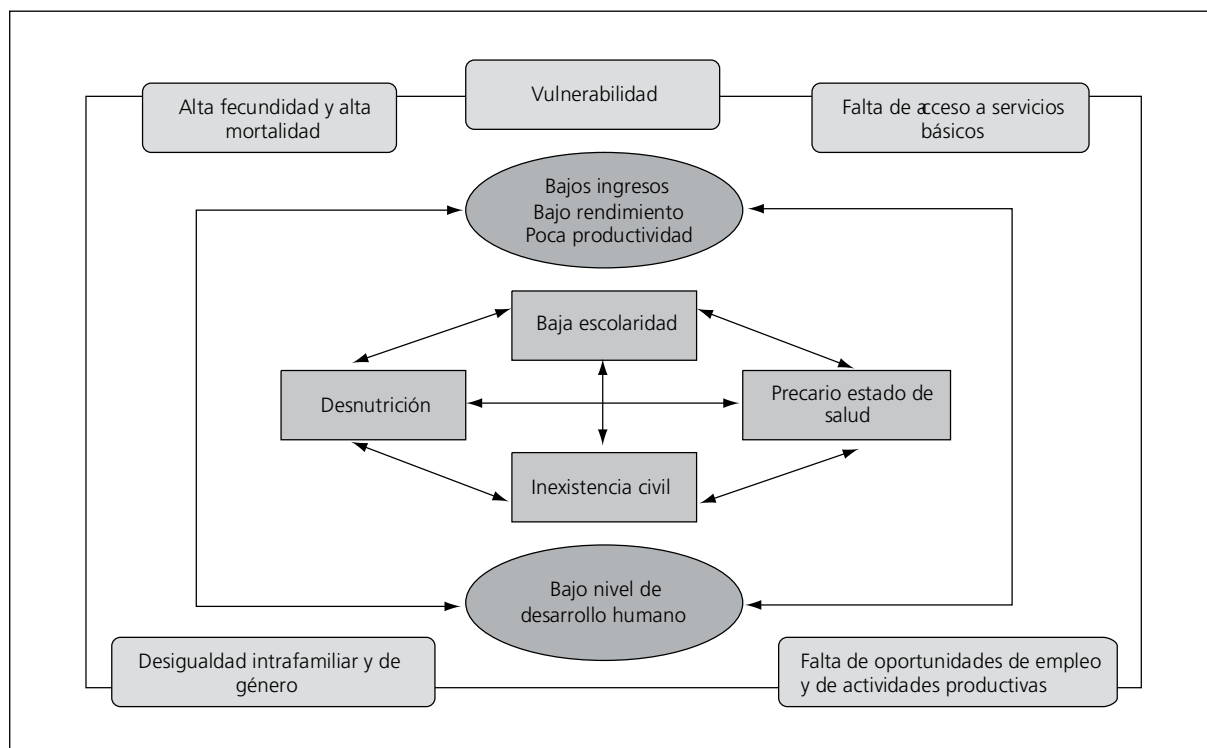 Alta fecundidad y alta
mortalidad
Vulnerabilidad
Falta de acceso a servicios
básicos
Bajos ingresos
Bajo rendimiento
Poca productividad
Baja escolaridad
Desnutrición
Precario estado de
salud
Inexistencia civil
Bajo nivel de
desarrollo humano
Desigualdad intrafamiliar y de
género
Falta de oportunidades de empleo
y de actividades productivas